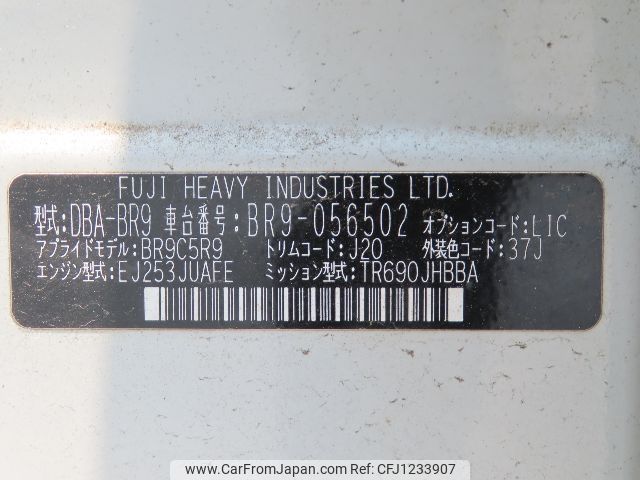 FUJI HEAVY INDUSTRIES LTD.
型式:DBA-BR9 車台番号:BR9-056502 オプションコード:LIC
アプライドモデル:BR9C5R9 トリムコード:J20 外装色コード:37J
エンジン型式:EJ253JUAFE ミッション型式:TR690JHBBA
www.CarFromJapan.com - Car From Japan - CFJ1233907